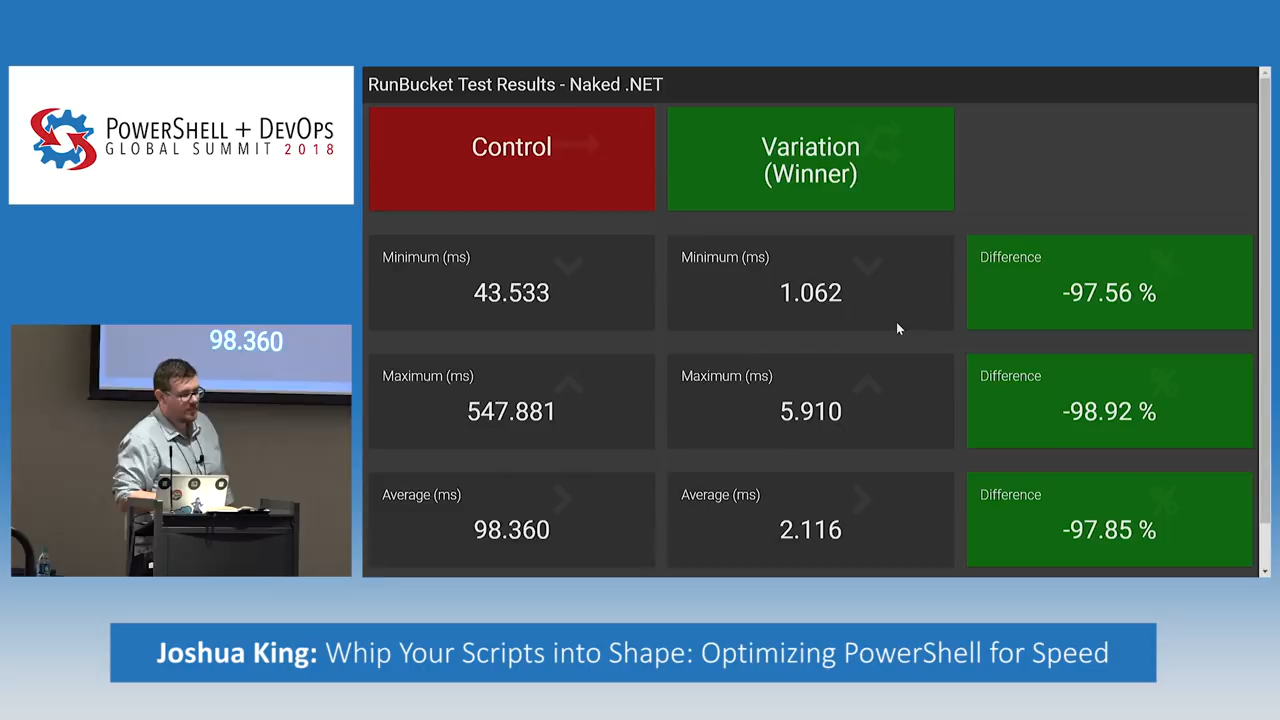 POWERSHELL + DEVOPS
GLOBAL SUMMIT 2018
RunBucket Test Results - Naked .NET
Control
Variation
(Winner)
Minimum (ms)
43.533
Minimum (ms)
1.062
Difference
-97.56 %
Maximum (ms)
547.881
Maximum (ms)
5.910
Difference
-98.92 %
Average (ms)
98.360
Average (ms)
2.116
Difference
-97.85 %
98.360
Joshua King: Whip Your Scripts into Shape: Optimizing PowerShell for Speed